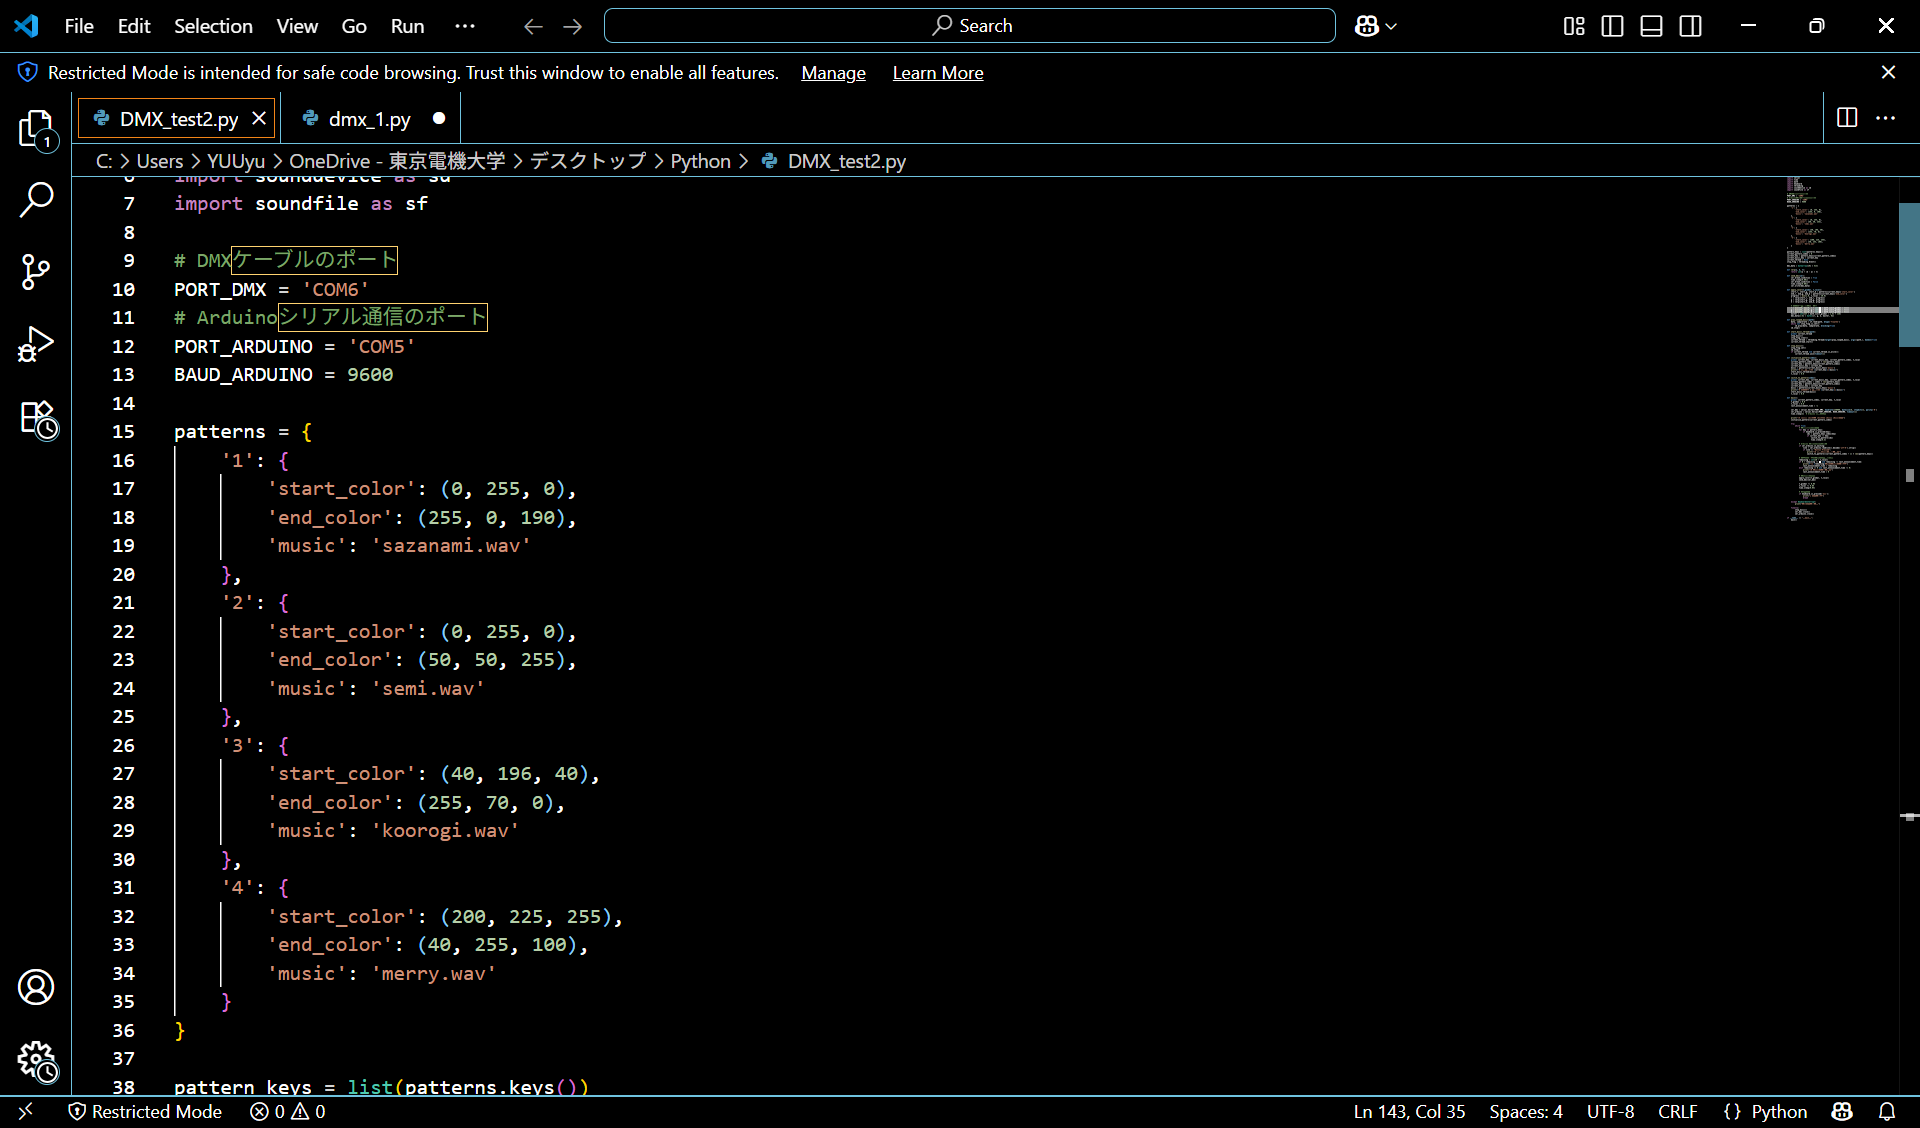 File Edit Selection View Go Run ··· Search
Restricted Mode is intended for safe code browsing. Trust this window to enable all features. Manage Learn More
DMX_test2.py dmx_1.py
C: > Users > YUUyu > OneDrive - 東京電機大学 > デスクトップ > Python > DMX_test2.py
6 import sounddevice as sd
7 import soundfile as sf
8
9 # DMXケーブルのポート
10 PORT_DMX = 'COM6'
11 # Arduinoシリアル通信のポート
12 PORT_ARDUINO = 'COM5'
13 BAUD_ARDUINO = 9600
14
15 patterns = {
16 '1': {
17 'start_color': (0, 255, 0),
18 'end_color': (255, 0, 190),
19 'music': 'sazanami.wav'
20 },
21 '2': {
22 'start_color': (0, 255, 0),
23 'end_color': (50, 50, 255),
24 'music': 'semi.wav'
25 },
26 '3': {
27 'start_color': (40, 196, 40),
28 'end_color': (255, 70, 0),
29 'music': 'koorogi.wav'
30 },
31 '4': {
32 'start_color': (200, 225, 255),
33 'end_color': (40, 255, 100),
34 'music': 'merry.wav'
35 }
36 }
37
38 pattern_keys = list(patterns.keys())
Restricted Mode 0 0 Ln 143, Col 35 Spaces: 4 UTF-8 CRLF {} Python